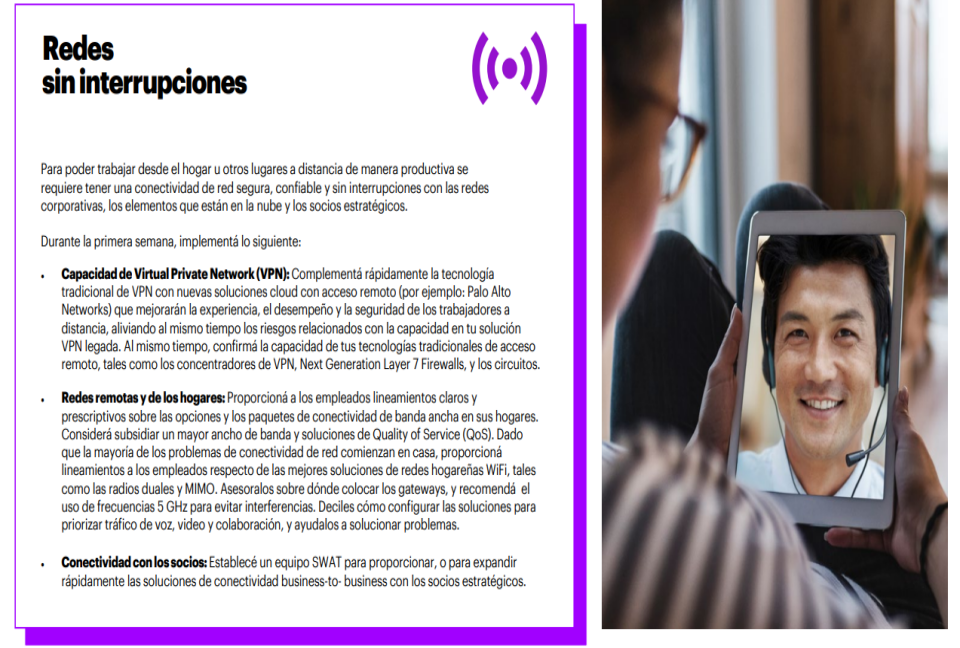 Redes
sin interrupciones
Para poder trabajar desde el hogar u otros lugares a distancia de manera productiva se
requiere tener una conectividad de red segura, confiable y sin interrupciones con las redes
corporativas, los elementos que están en la nube y los socios estratégicos.
Durante la primera semana, implementá lo siguiente:
• Capacidad de Virtual Private Network (VPN): Complementá rápidamente la tecnología
tradicional de VPN con nuevas soluciones cloud con acceso remoto (por ejemplo: Palo Alto
Networks) que mejorarán la experiencia, el desempeño y la seguridad de los trabajadores a
distancia, aliviando al mismo tiempo los riesgos relacionados con la capacidad en tu solución
VPN legada. Al mismo tiempo, confirmá la capacidad de tus tecnologías tradicionales de acceso
remoto, tales como los concentradores de VPN, Next Generation Layer 7 Firewalls, y los circuitos.
• Redes remotas y de los hogares: Proporcioná a los empleados lineamientos claros y
prescriptivos sobre las opciones y los paquetes de conectividad de banda ancha en sus hogares.
Considerá subsidiar un mayor ancho de banda y soluciones de Quality of Service (QoS). Dado
que la mayoría de los problemas de conectividad de red comienzan en casa, proporcioná
lineamientos a los empleados respecto de las mejores soluciones de redes hogareñas WiFi, tales
como las radios duales y MIMO. Asesoralos sobre dónde colocar los gateways, y recomendá el
uso de frecuencias 5 GHz para evitar interferencias. Deciles cómo configurar las soluciones para
priorizar tráfico de voz, video y colaboración, y ayudalos a solucionar problemas.
• Conectividad con los socios: Establecé un equipo SWAT para proporcionar, o para expandir
rápidamente las soluciones de conectividad business-to- business con los socios estratégicos.